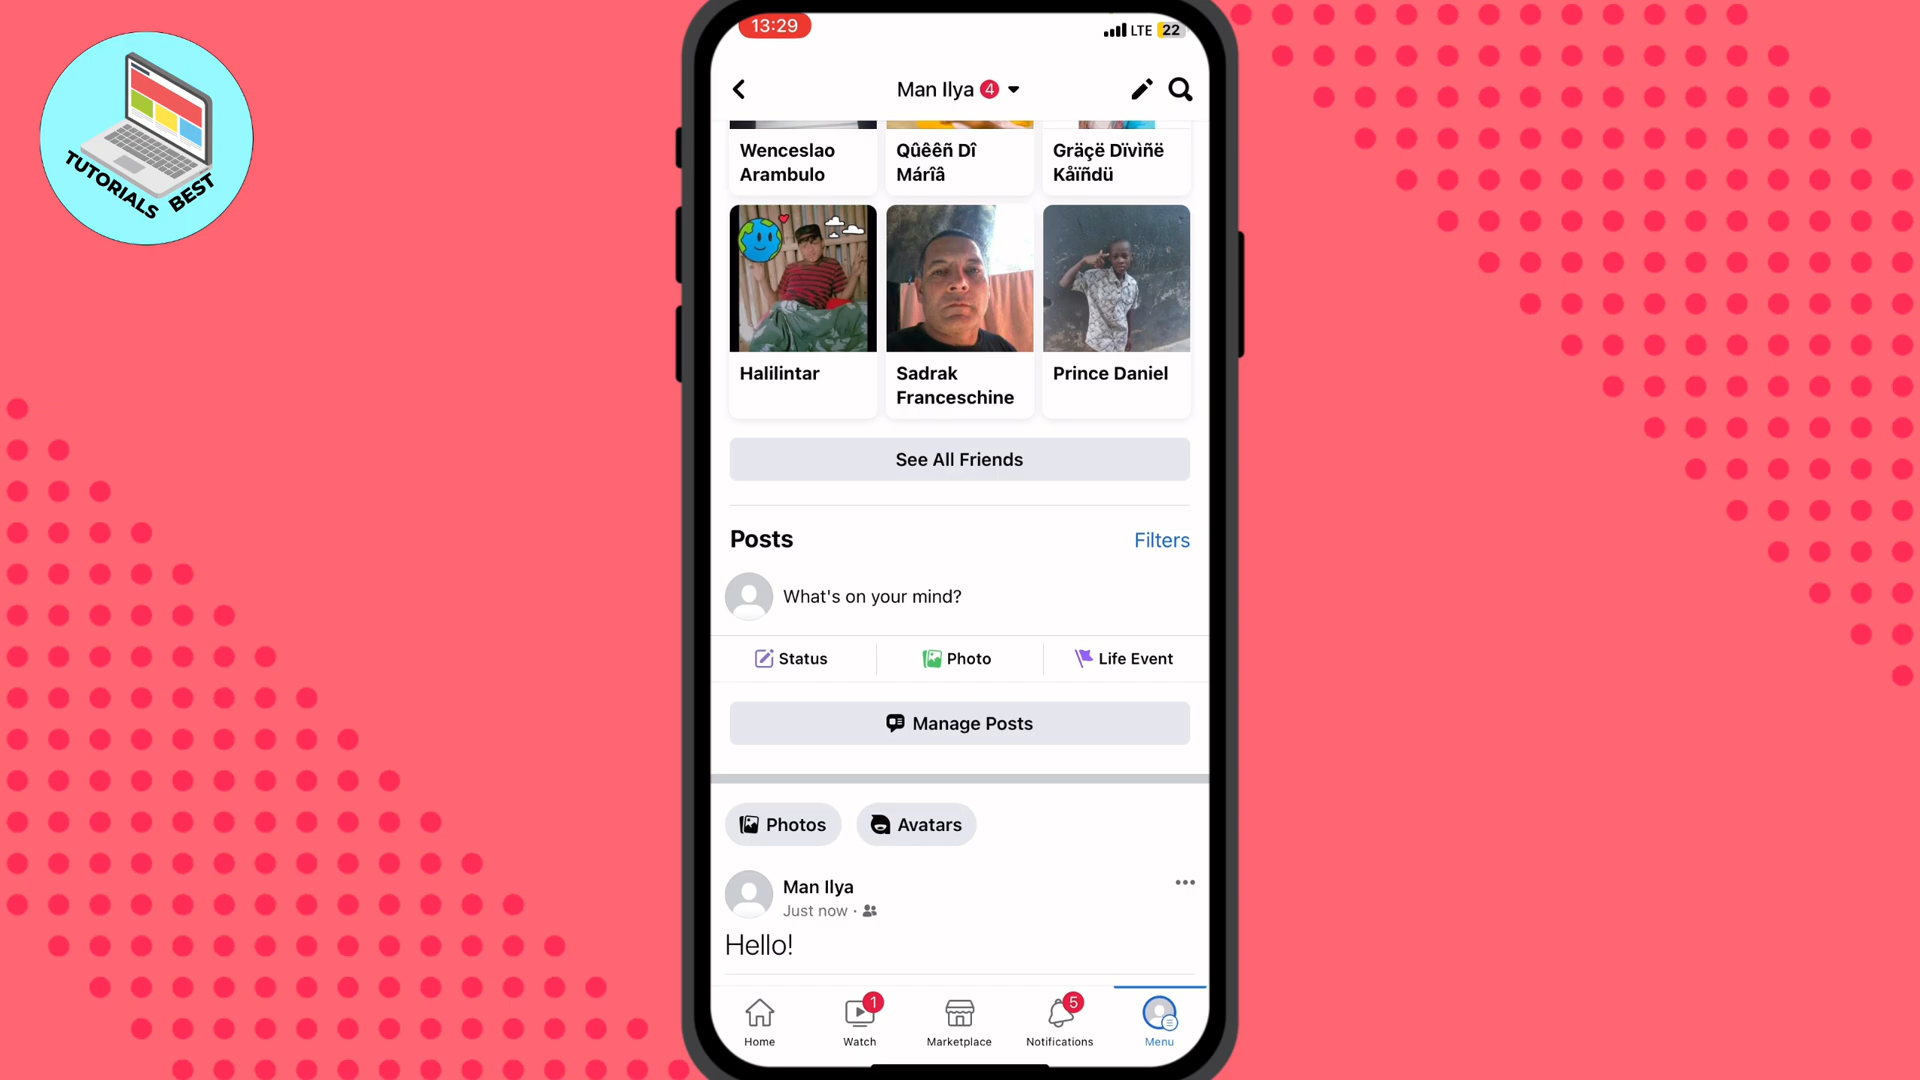 TUTORIALS BEST
13:29
LTE 22
Man Ilya 4
Wenceslao Arambulo
Qûêêñ Dî Márîâ
Gräçë Dïvìñë Kåïñdü
Halilintar
Sadrak Franceschine
Prince Daniel
See All Friends
Posts
Filters
What's on your mind?
Status
Photo
Life Event
Manage Posts
Photos
Avatars
Man Ilya
Just now ·
Hello!
1
5
Home
Watch
Marketplace
Notifications
Menu